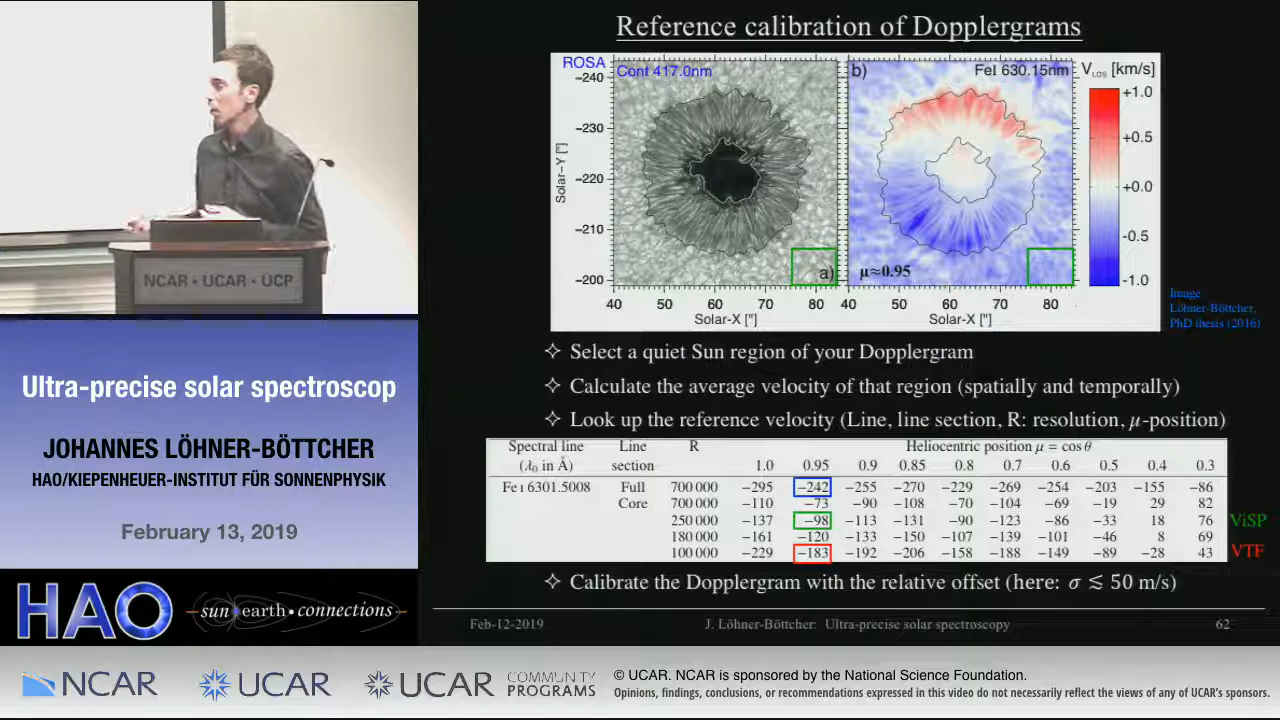 Reference calibration of Dopplergrams
ROSA
Cont 417.0nm
b)
FeI 630.15nm
V LOS [km/s]
+1.0
+0.5
+0.0
-0.5
-1.0
Solar-Y ["]
-240
-230
-220
-210
-200
a)
μ≈0.95
40 50 60 70 80 40 50 60 70 80
Solar-X ["] Solar-X ["]
Image
Löhner-Böttcher,
PhD thesis (2016)
✧ Select a quiet Sun region of your Dopplergram
✧ Calculate the average velocity of that region (spatially and temporally)
✧ Look up the reference velocity (Line, line section, R: resolution, μ-position)
Spectral line Line R Heliocentric position μ = cos θ
(λ0 in Å) section 1.0 0.95 0.9 0.85 0.8 0.7 0.6 0.5 0.4 0.3
Fe I 6301.5008 Full 700 000 −295 −242 −255 −270 −229 −269 −254 −203 −155 −86
Core 700 000 −110 −73 −90 −108 −70 −104 −69 −19 29 82
250 000 −137 −98 −113 −131 −90 −123 −86 −33 18 76 ViSP
180 000 −161 −120 −133 −150 −107 −139 −101 −46 8 69
100 000 −229 −183 −192 −206 −158 −188 −149 −89 −28 43 VTF
✧ Calibrate the Dopplergram with the relative offset (here: σ ≲ 50 m/s)
Feb-12-2019 J. Löhner-Böttcher: Ultra-precise solar spectroscopy 62
NCAR • UCAR • UCP
Ultra-precise solar spectroscop
JOHANNES LÖHNER-BÖTTCHER
HAO/KIEPENHEUER-INSTITUT FÜR SONNENPHYSIK
February 13, 2019
HAO
sun earth • connections
NCAR
UCAR
UCAR
COMMUNITY
PROGRAMS
© UCAR. NCAR is sponsored by the National Science Foundation.
Opinions, findings, conclusions, or recommendations expressed in this video do not necessarily reflect the views of any of UCAR's sponsors.